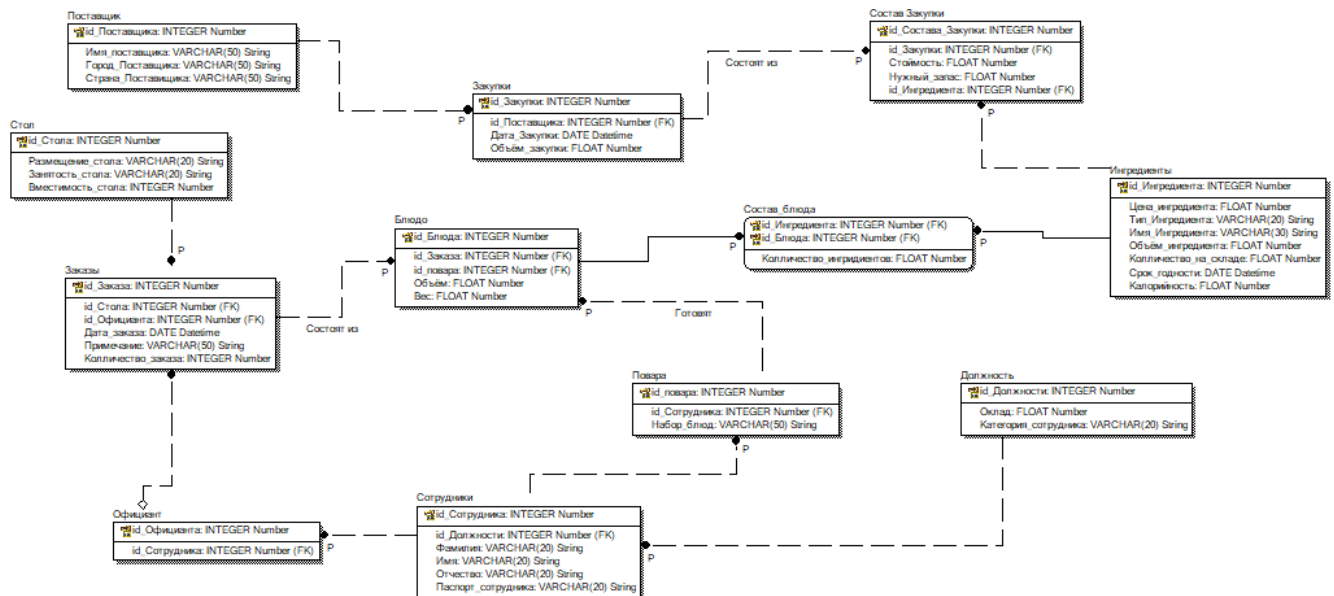 Поставщик
id_Поставщика: INTEGER Number
Имя_поставщика: VARCHAR(50) String
Город_Поставщика: VARCHAR(50) String
Страна_Поставищика: VARCHAR(50) String
Состав Закупки
id_Состава_Закупки: INTEGER Number
id_Закупки: INTEGER Number (FK)
Стоймость: FLOAT Number
Нужный_запас: FLOAT Number
id_Ингредиента: INTEGER Number (FK)
P
Состоят из
P
Закупки
id_Закупки: INTEGER Number
id_Поставщика: INTEGER Number (FK)
Дата_Закупки: DATE Datetime
Объём_закупки: FLOAT Number
P
Стол
id_Стола: INTEGER Number
Размещение_стола: VARCHAR(20) String
Занятость_стола: VARCHAR(20) String
Вместимость_стола: INTEGER Number
P
Ингредиенты
id_Ингредиента: INTEGER Number
Цена_ингредиента: FLOAT Number
Тип_Ингредиента: VARCHAR(20) String
Имя_Ингредиента: VARCHAR(30) String
Объём_ингредиента: FLOAT Number
Колличество_на_складе: FLOAT Number
Срок_годности: DATE Datetime
Калорийность: FLOAT Number
Состав_блюда
id_Ингредиента: INTEGER Number (FK)
id_Блюда: INTEGER Number (FK)
Колличество_ингридиентов: FLOAT Number
P
P
Блюдо
id_Блюда: INTEGER Number
id_Заказа: INTEGER Number (FK)
id_повара: INTEGER Number (FK)
Объём: FLOAT Number
Вес: FLOAT Number
P
P
Готовят
Заказы
id_Заказа: INTEGER Number
id_Стола: INTEGER Number (FK)
id_Официанта: INTEGER Number (FK)
Дата_заказа: DATE Datetime
Примечание: VARCHAR(50) String
Колличество_заказа: INTEGER Number
Состоят из
Повара
id_повара: INTEGER Number
id_Сотрудника: INTEGER Number (FK)
Набор_блюд: VARCHAR(50) String
P
Должность
id_Должности: INTEGER Number
Оклад: FLOAT Number
Категория_сотрудника: VARCHAR(20) String
Официант
id_Официанта: INTEGER Number
id_Сотрудника: INTEGER Number (FK)
P
Сотрудники
id_Сотрудника: INTEGER Number
id_Должности: INTEGER Number (FK)
Фамилия: VARCHAR(20) String
Имя: VARCHAR(20) String
Отчество: VARCHAR(20) String
Паспорт_сотрудника: VARCHAR(20) String
P